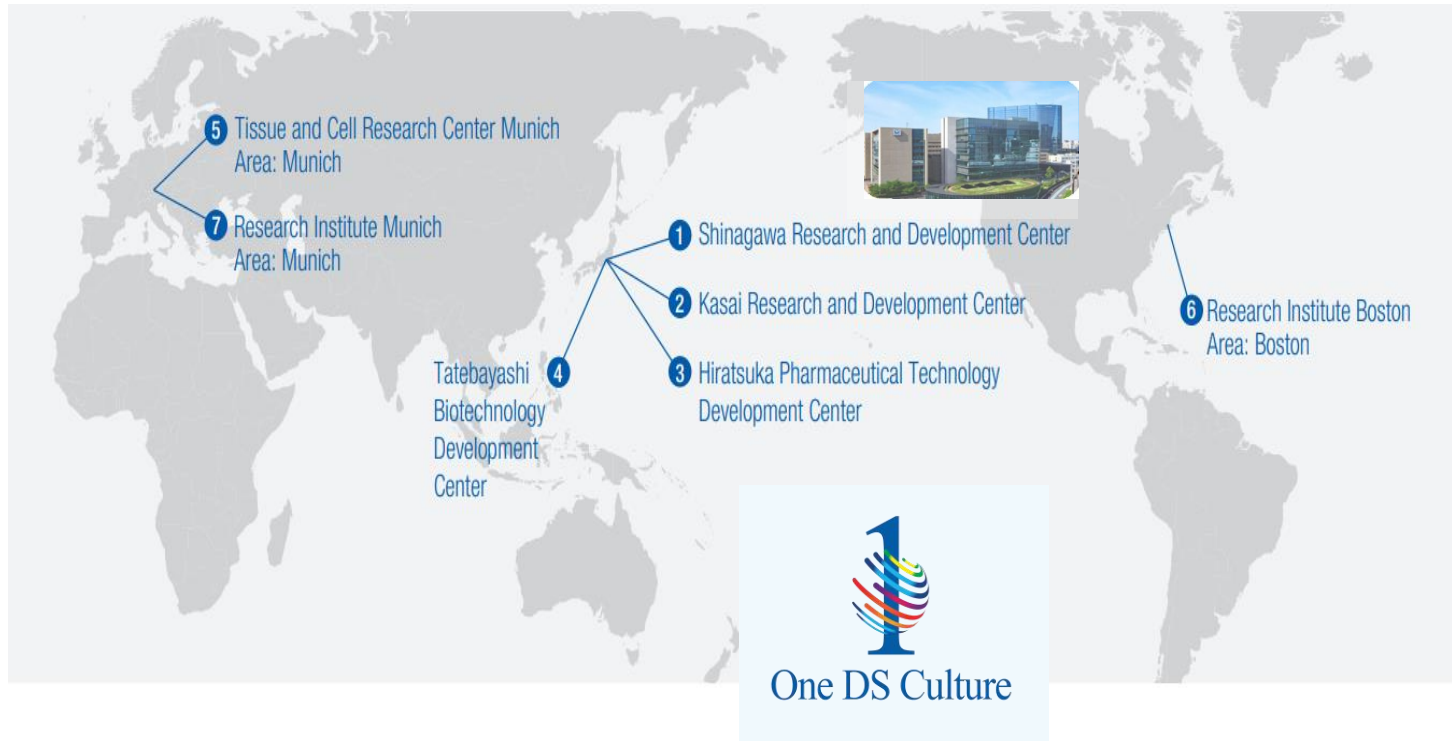 5 Tissue and Cell Research Center Munich
Area: Munich
7 Research Institute Munich
Area: Munich
1 Shinagawa Research and Development Center
2 Kasai Research and Development Center
3 Hiratsuka Pharmaceutical Technology
Development Center
Tatebayashi 4
Biotechnology
Development
Center
6 Research Institute Boston
Area: Boston
1
One DS Culture